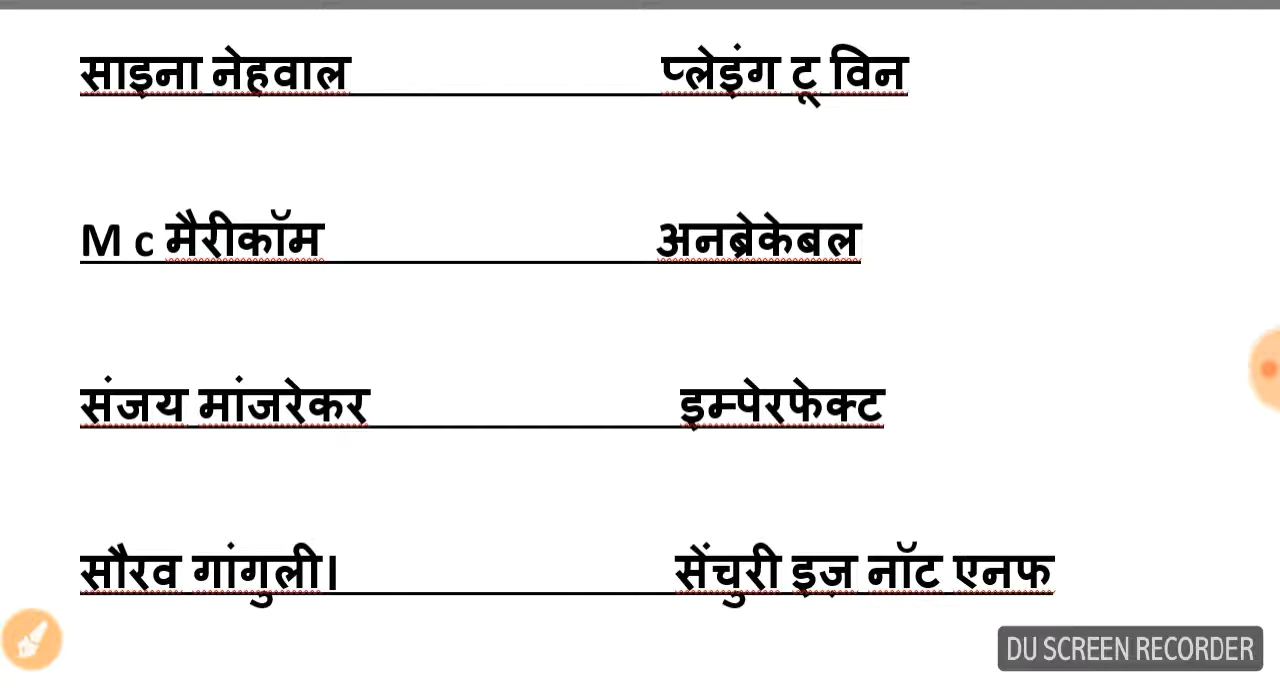 साइना नेहवाल प्लेइंग टू विन
M c मैरीकॉम अनब्रेकेबल
संजय मांजरेकर इम्पेरफेक्ट
सौरव गांगुली। सेंचुरी इज़ नॉट एनफ
DU SCREEN RECORDER